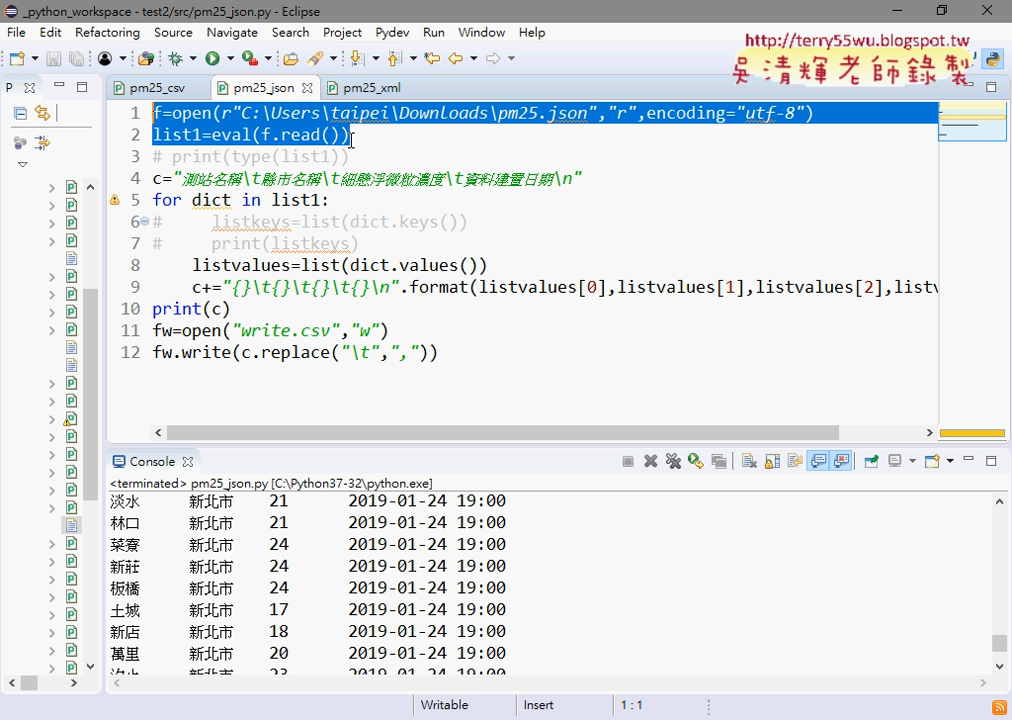 _python_workspace - test2/src/pm25_json.py - Eclipse
File Edit Refactoring Source Navigate Search Project Pydev Run Window Help
http://terry55wu.blogspot.tw
吳清輝老師錄製
P
pm25_csv pm25_json pm25_xml
1 f=open(r"C:\Users\taipei\Downloads\pm25.json","r",encoding="utf-8")
2 list1=eval(f.read())
3 # print(type(list1))
4 c="測站名稱\t縣市名稱\t細懸浮微粒濃度\t資料建置日期\n"
5 for dict in list1:
6 # listkeys=list(dict.keys())
7 # print(listkeys)
8 listvalues=list(dict.values())
9 c+="{}\t{}\t{}\t{}\n".format(listvalues[0],listvalues[1],listvalues[2],listv
10 print(c)
11 fw=open("write.csv","w")
12 fw.write(c.replace("\t",","))
Console
<terminated> pm25_json.py [C:\Python37-32\python.exe]
淡水 新北市 21 2019-01-24 19:00
林口 新北市 21 2019-01-24 19:00
菜寮 新北市 24 2019-01-24 19:00
新莊 新北市 24 2019-01-24 19:00
板橋 新北市 24 2019-01-24 19:00
土城 新北市 17 2019-01-24 19:00
新店 新北市 18 2019-01-24 19:00
萬里 新北市 20 2019-01-24 19:00
汐止 新北市 23 2019-01-24 19:00
Writable Insert 1 : 1